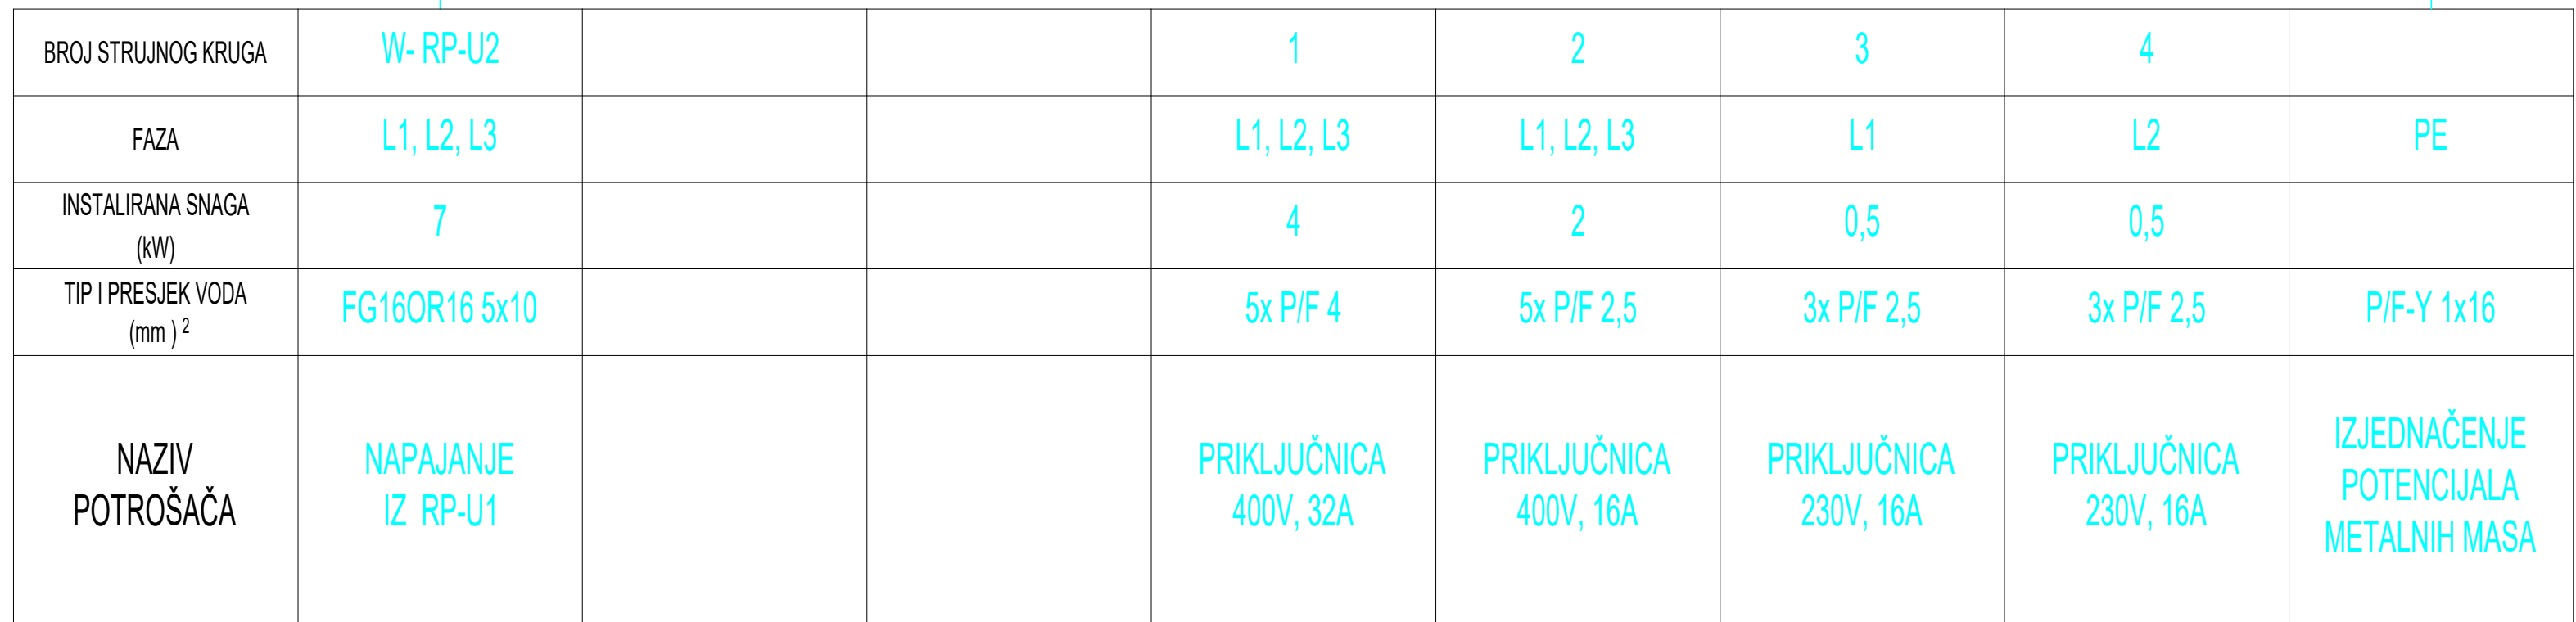 BROJ STRUJNOG KRUGA W- RP-U2 1 2 3 4
FAZA L1, L2, L3 L1, L2, L3 L1, L2, L3 L1 L2 PE
INSTALIRANA SNAGA
(kW) 7 4 2 0,5 0,5
TIP I PRESJEK VODA
(mm ) 2 FG16OR16 5x10 5x P/F 4 5x P/F 2,5 3x P/F 2,5 3x P/F 2,5 P/F-Y 1x16
NAZIV
POTROŠAČA
NAPAJANJE
IZ RP-U1
PRIKLJUČNICA
400V, 32A
PRIKLJUČNICA
400V, 16A
PRIKLJUČNICA
230V, 16A
PRIKLJUČNICA
230V, 16A
IZJEDNAČENJE
POTENCIJALA
METALNIH MASA